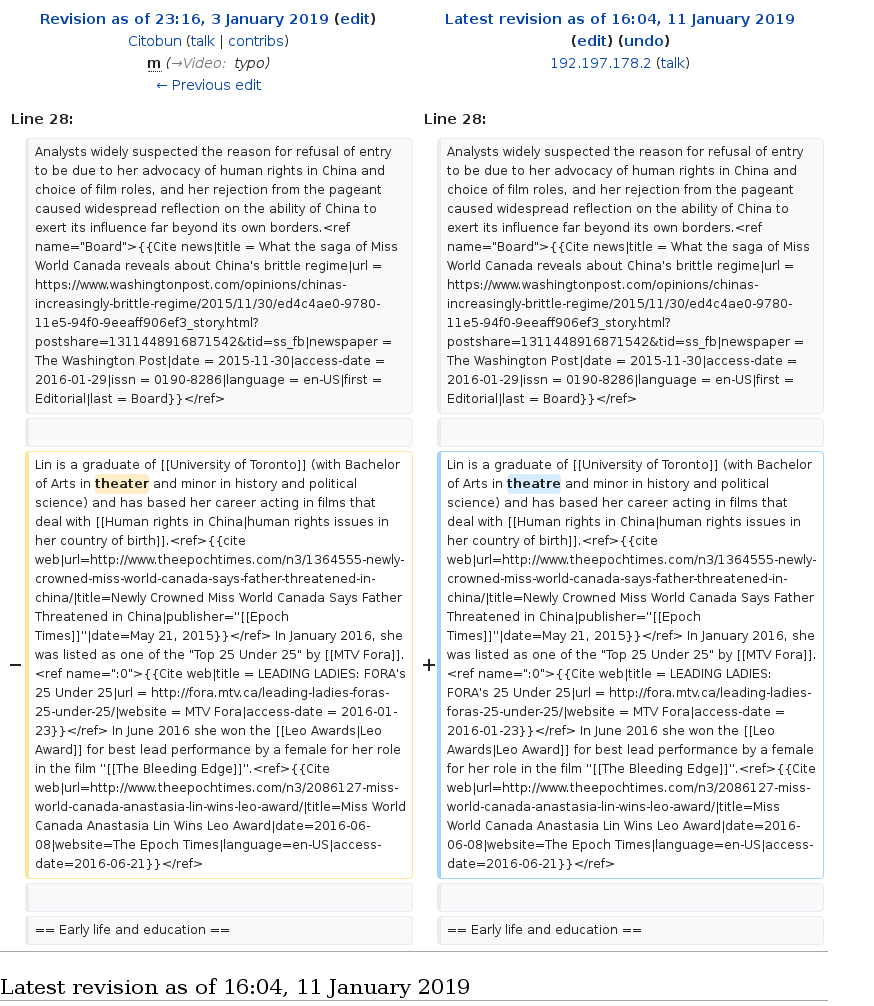 Revision as of 23:16, 3 January 2019 (edit)
Citobun (talk | contribs)
m (→Video: typo)
← Previous edit
Latest revision as of 16:04, 11 January 2019
(edit) (undo)
192.197.178.2 (talk)
Line 28:
Line 28:
Analysts widely suspected the reason for refusal of entry
to be due to her advocacy of human rights in China and
choice of film roles, and her rejection from the pageant
caused widespread reflection on the ability of China to
exert its influence far beyond its own borders.<ref
name="Board">{{Cite news|title = What the saga of Miss
World Canada reveals about China's brittle regime|url =
https://www.washingtonpost.com/opinions/chinas-
increasingly-brittle-regime/2015/11/30/ed4c4ae0-9780-
11e5-94f0-9eeaff906ef3_story.html?
postshare=1311448916871542&tid=ss_fb|newspaper =
The Washington Post|date = 2015-11-30|access-date =
2016-01-29|issn = 0190-8286|language = en-US|first =
Editorial|last = Board}}</ref>
Analysts widely suspected the reason for refusal of entry
to be due to her advocacy of human rights in China and
choice of film roles, and her rejection from the pageant
caused widespread reflection on the ability of China to
exert its influence far beyond its own borders.<ref
name="Board">{{Cite news|title = What the saga of Miss
World Canada reveals about China's brittle regime|url =
https://www.washingtonpost.com/opinions/chinas-
increasingly-brittle-regime/2015/11/30/ed4c4ae0-9780-
11e5-94f0-9eeaff906ef3_story.html?
postshare=1311448916871542&tid=ss_fb|newspaper =
The Washington Post|date = 2015-11-30|access-date =
2016-01-29|issn = 0190-8286|language = en-US|first =
Editorial|last = Board}}</ref>
−
Lin is a graduate of [[University of Toronto]] (with Bachelor
of Arts in theater and minor in history and political
science) and has based her career acting in films that
deal with [[Human rights in China|human rights issues in
her country of birth]].<ref>{{cite
web|url=http://www.theepochtimes.com/n3/1364555-newly-
crowned-miss-world-canada-says-father-threatened-in-
china/|title=Newly Crowned Miss World Canada Says Father
Threatened in China|publisher=''[[Epoch
Times]]''|date=May 21, 2015}}</ref> In January 2016, she
was listed as one of the "Top 25 Under 25" by [[MTV Fora]].
<ref name=":0">{{Cite web|title = LEADING LADIES: FORA's
25 Under 25|url = http://fora.mtv.ca/leading-ladies-foras-
25-under-25/|website = MTV Fora|access-date = 2016-01-
23}}</ref> In June 2016 she won the [[Leo Awards|Leo
Award]] for best lead performance by a female for her role
in the film ''[[The Bleeding Edge]]''.<ref>{{Cite
web|url=http://www.theepochtimes.com/n3/2086127-miss-
world-canada-anastasia-lin-wins-leo-award/|title=Miss World
Canada Anastasia Lin Wins Leo Award|date=2016-06-
08|website=The Epoch Times|language=en-US|access-
date=2016-06-21}}</ref>
+
Lin is a graduate of [[University of Toronto]] (with Bachelor
of Arts in theatre and minor in history and political
science) and has based her career acting in films that
deal with [[Human rights in China|human rights issues in
her country of birth]].<ref>{{cite
web|url=http://www.theepochtimes.com/n3/1364555-newly-
crowned-miss-world-canada-says-father-threatened-in-
china/|title=Newly Crowned Miss World Canada Says Father
Threatened in China|publisher=''[[Epoch
Times]]''|date=May 21, 2015}}</ref> In January 2016, she
was listed as one of the "Top 25 Under 25" by [[MTV Fora]].
<ref name=":0">{{Cite web|title = LEADING LADIES:
FORA's 25 Under 25|url = http://fora.mtv.ca/leading-ladies-
foras-25-under-25/|website = MTV Fora|access-date =
2016-01-23}}</ref> In June 2016 she won the [[Leo
Awards|Leo Award]] for best lead performance by a female
for her role in the film ''[[The Bleeding Edge]]''.<ref>{{Cite
web|url=http://www.theepochtimes.com/n3/2086127-miss-
world-canada-anastasia-lin-wins-leo-award/|title=Miss
World Canada Anastasia Lin Wins Leo Award|date=2016-
06-08|website=The Epoch Times|language=en-US|access-
date=2016-06-21}}</ref>
== Early life and education ==
== Early life and education ==
Latest revision as of 16:04, 11 January 2019